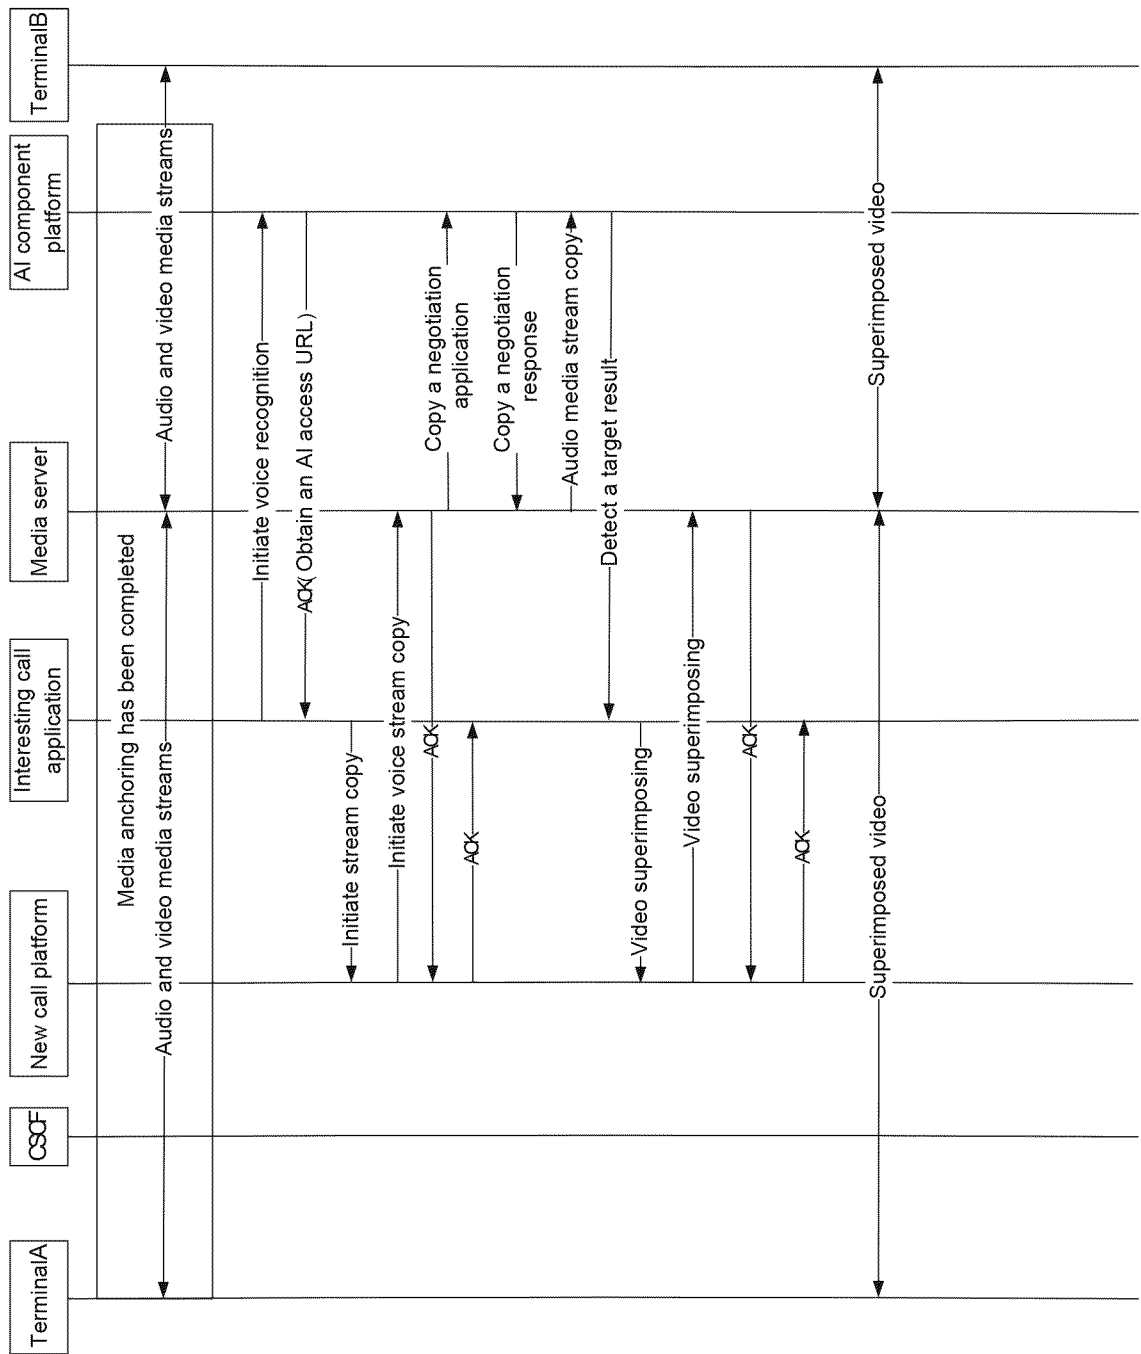 TerminalA
CSCF
New call platform
Interesting call
application
Media server
AI component
platform
TerminalB
Media anchoring has been completed
Audio and video media streams
Audio and video media streams
Initiate voice recognition
ACK(Obtain an AI access URL)
Initiate stream copy
Initiate voice stream copy
ACK
Copy a negotiation
application
ACK
Copy a negotiation
response
Audio media stream copy
Detect a target result
Video superimposing
Video superimposing
ACK
ACK
Superimposed video
Superimposed video